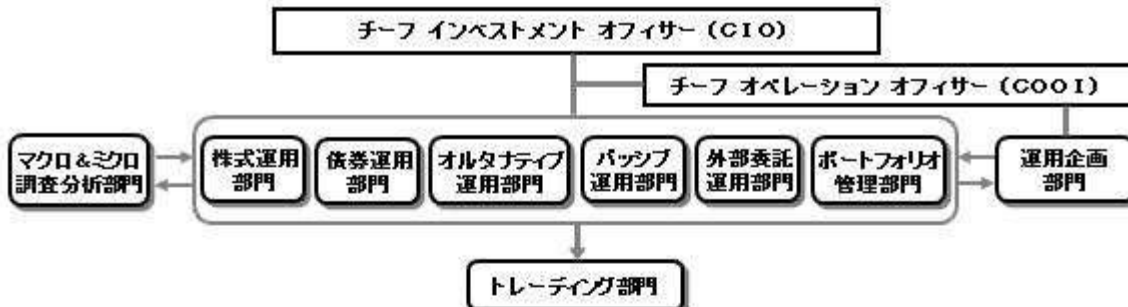 チーフ インベストメント オフィサー（CIO）
チーフ オペレーション オフィサー（COOI）
マクロ＆ミクロ
調査分析部門
株式運用
部門
債券運用
部門
オルタナティブ
運用部門
パッシブ
運用部門
外部委託
運用部門
ポートフォリオ
管理部門
運用企画
部門
トレーディング部門